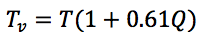 T_v = T(1 + 0.61Q)